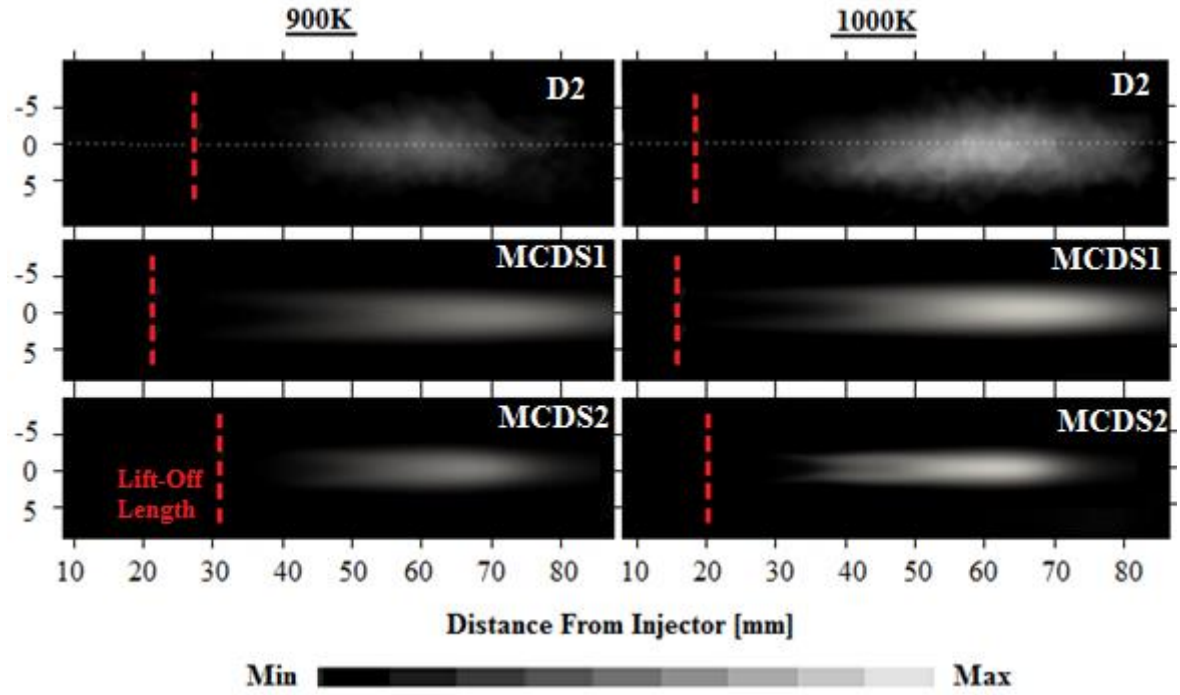 900K 1000K
D2 D2
-5
0
5
MCDS1 MCDS1
-5
0
5
MCDS2 MCDS2
-5
0
5
Lift-Off
Length
10 20 30 40 50 60 70 80 10 20 30 40 50 60 70 80
Distance From Injector [mm]
Min Max